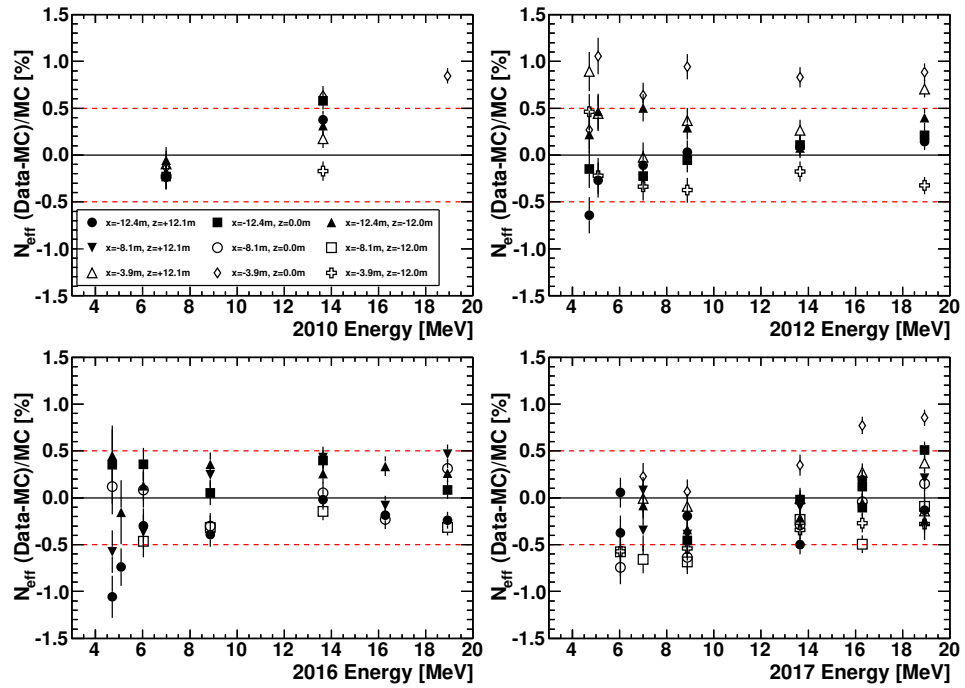 N_eff (Data-MC)/MC [%]
1.5
1.0
0.5
0.0
-0.5
-1.0
-1.5
x=-12.4m, z=+12.1m x=-12.4m, z=0.0m x=-12.4m, z=-12.0m
x=-8.1m, z=+12.1m x=-8.1m, z=0.0m x=-8.1m, z=-12.0m
x=-3.9m, z=+12.1m x=-3.9m, z=0.0m x=-3.9m, z=-12.0m
4 6 8 10 12 14 16 18 20
2010 Energy [MeV]
N_eff (Data-MC)/MC [%]
1.5
1.0
0.5
0.0
-0.5
-1.0
-1.5
4 6 8 10 12 14 16 18 20
2012 Energy [MeV]
N_eff (Data-MC)/MC [%]
1.5
1.0
0.5
0.0
-0.5
-1.0
-1.5
4 6 8 10 12 14 16 18 20
2016 Energy [MeV]
N_eff (Data-MC)/MC [%]
1.5
1.0
0.5
0.0
-0.5
-1.0
-1.5
4 6 8 10 12 14 16 18 20
2017 Energy [MeV]